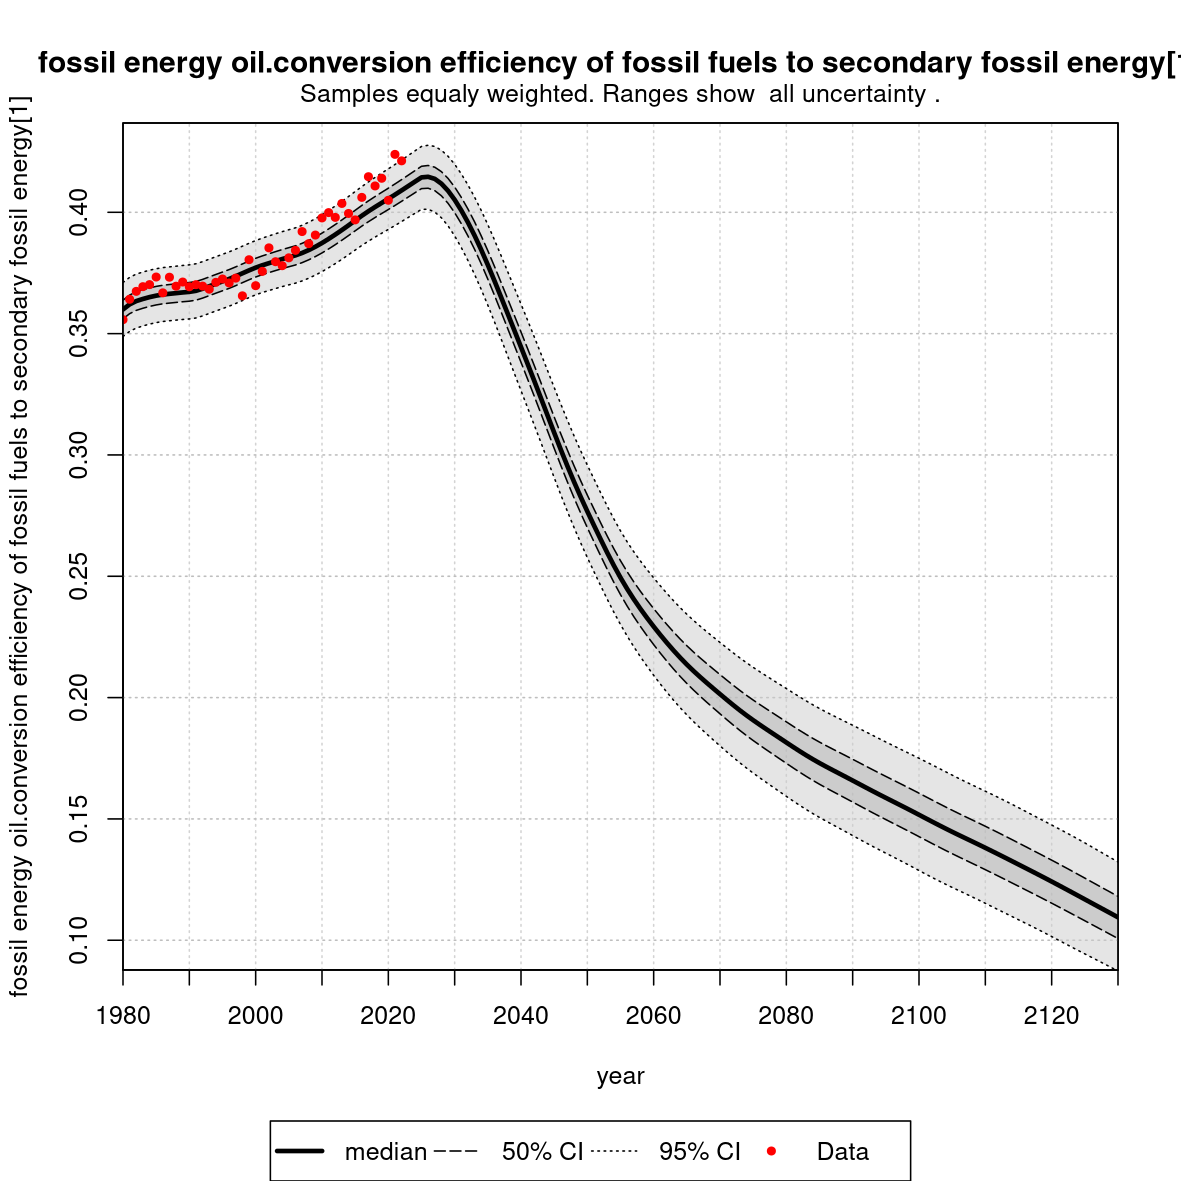 fossil energy oil.conversion efficiency of fossil fuels to secondary fossil energy[
Samples equaly weighted. Ranges show  all uncertainty .
fossil energy oil.conversion efficiency of fossil fuels to secondary fossil energy[1]
0.40
0.35
0.30
0.25
0.20
0.15
0.10
1980 2000 2020 2040 2060 2080 2100 2120
year
median 50% CI 95% CI Data